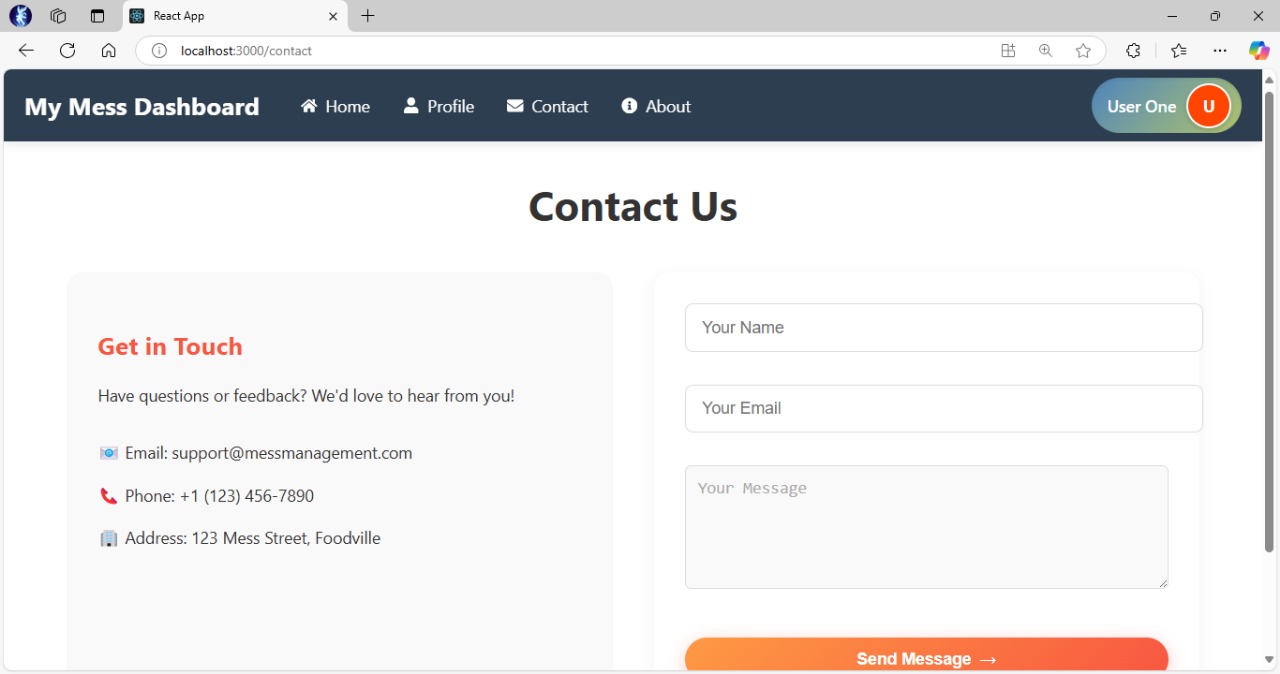 React App
localhost:3000/contact
My Mess Dashboard
Home
Profile
Contact
About
User One
U
Contact Us
Get in Touch
Have questions or feedback? We'd love to hear from you!
Email: support@messmanagement.com
Phone: +1 (123) 456-7890
Address: 123 Mess Street, Foodville
Your Name
Your Email
Your Message
Send Message →